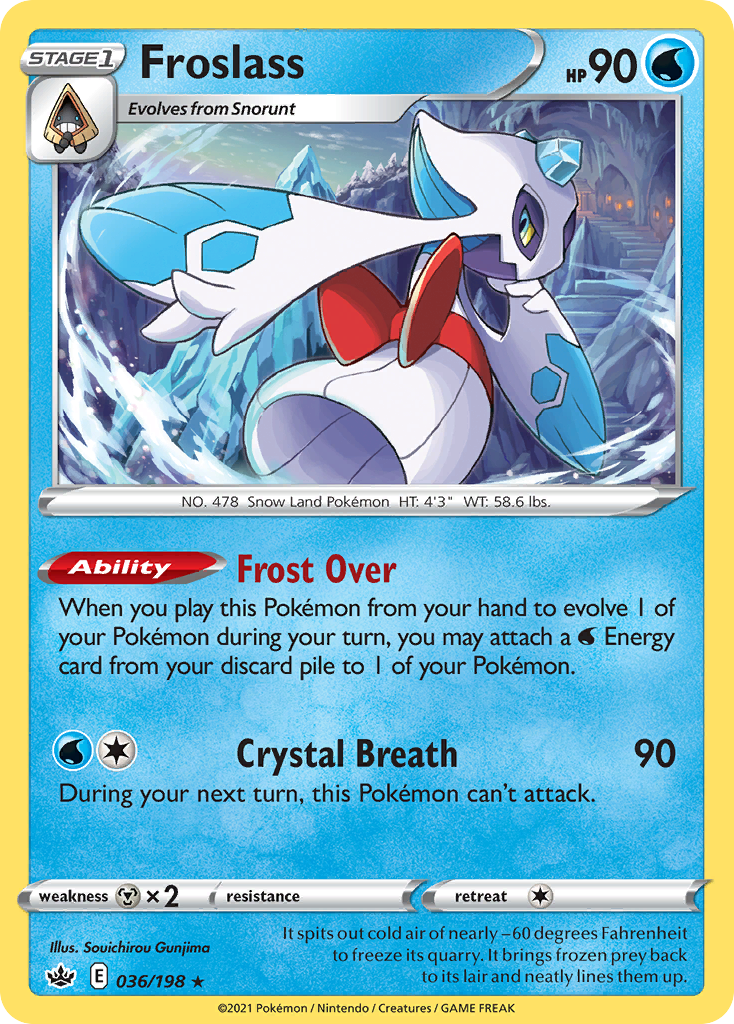 STAGE1
Froslass
HP 90
Evolves from Snorunt
NO. 478 Snow Land Pokémon HT: 4'3" WT: 58.6 lbs.
Ability Frost Over
When you play this Pokémon from your hand to evolve 1 of
your Pokémon during your turn, you may attach a Energy
card from your discard pile to 1 of your Pokémon.
Crystal Breath 90
During your next turn, this Pokémon can't attack.
weakness ×2 resistance retreat
Illus. Souichirou Gunjima
It spits out cold air of nearly −60 degrees Fahrenheit
to freeze its quarry. It brings frozen prey back
to its lair and neatly lines them up.
E 036/198 ★
©2021 Pokémon / Nintendo / Creatures / GAME FREAK